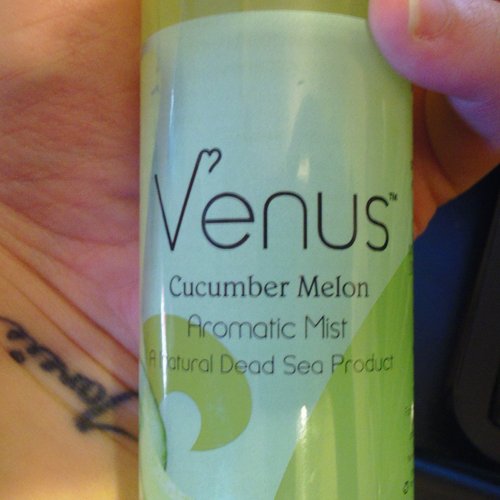 Venus™
Cucumber Melon
Aromatic Mist
A Natural Dead Sea Product